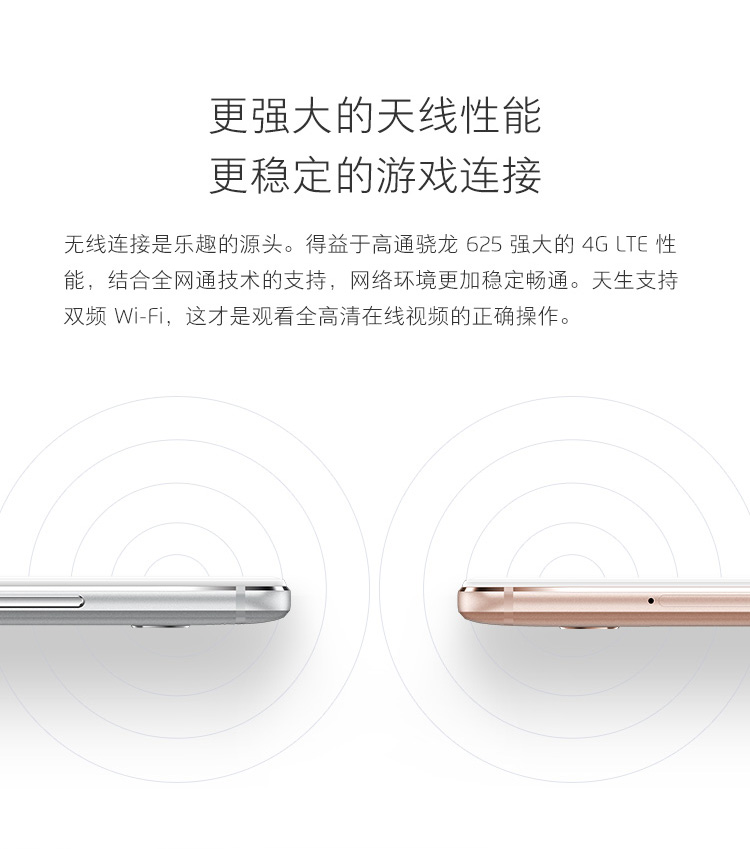 更强大的天线性能
更稳定的游戏连接
无线连接是乐趣的源头。得益于高通骁龙 625 强大的 4G LTE 性
能，结合全网通技术的支持，网络环境更加稳定畅通。天生支持
双频 Wi-Fi，这才是观看全高清在线视频的正确操作。